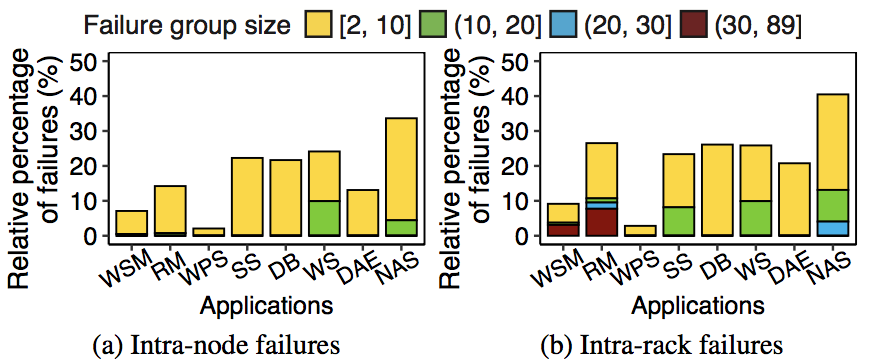 Failure group size [2, 10] (10, 20] (20, 30] (30, 89]
Relative percentage
of failures (%)
50
40
30
20
10
0
WSM RM WPS SS DB WS DAE NAS
Applications
(a) Intra-node failures
Relative percentage
of failures (%)
50
40
30
20
10
0
WSM RM WPS SS DB WS DAE NAS
Applications
(b) Intra-rack failures